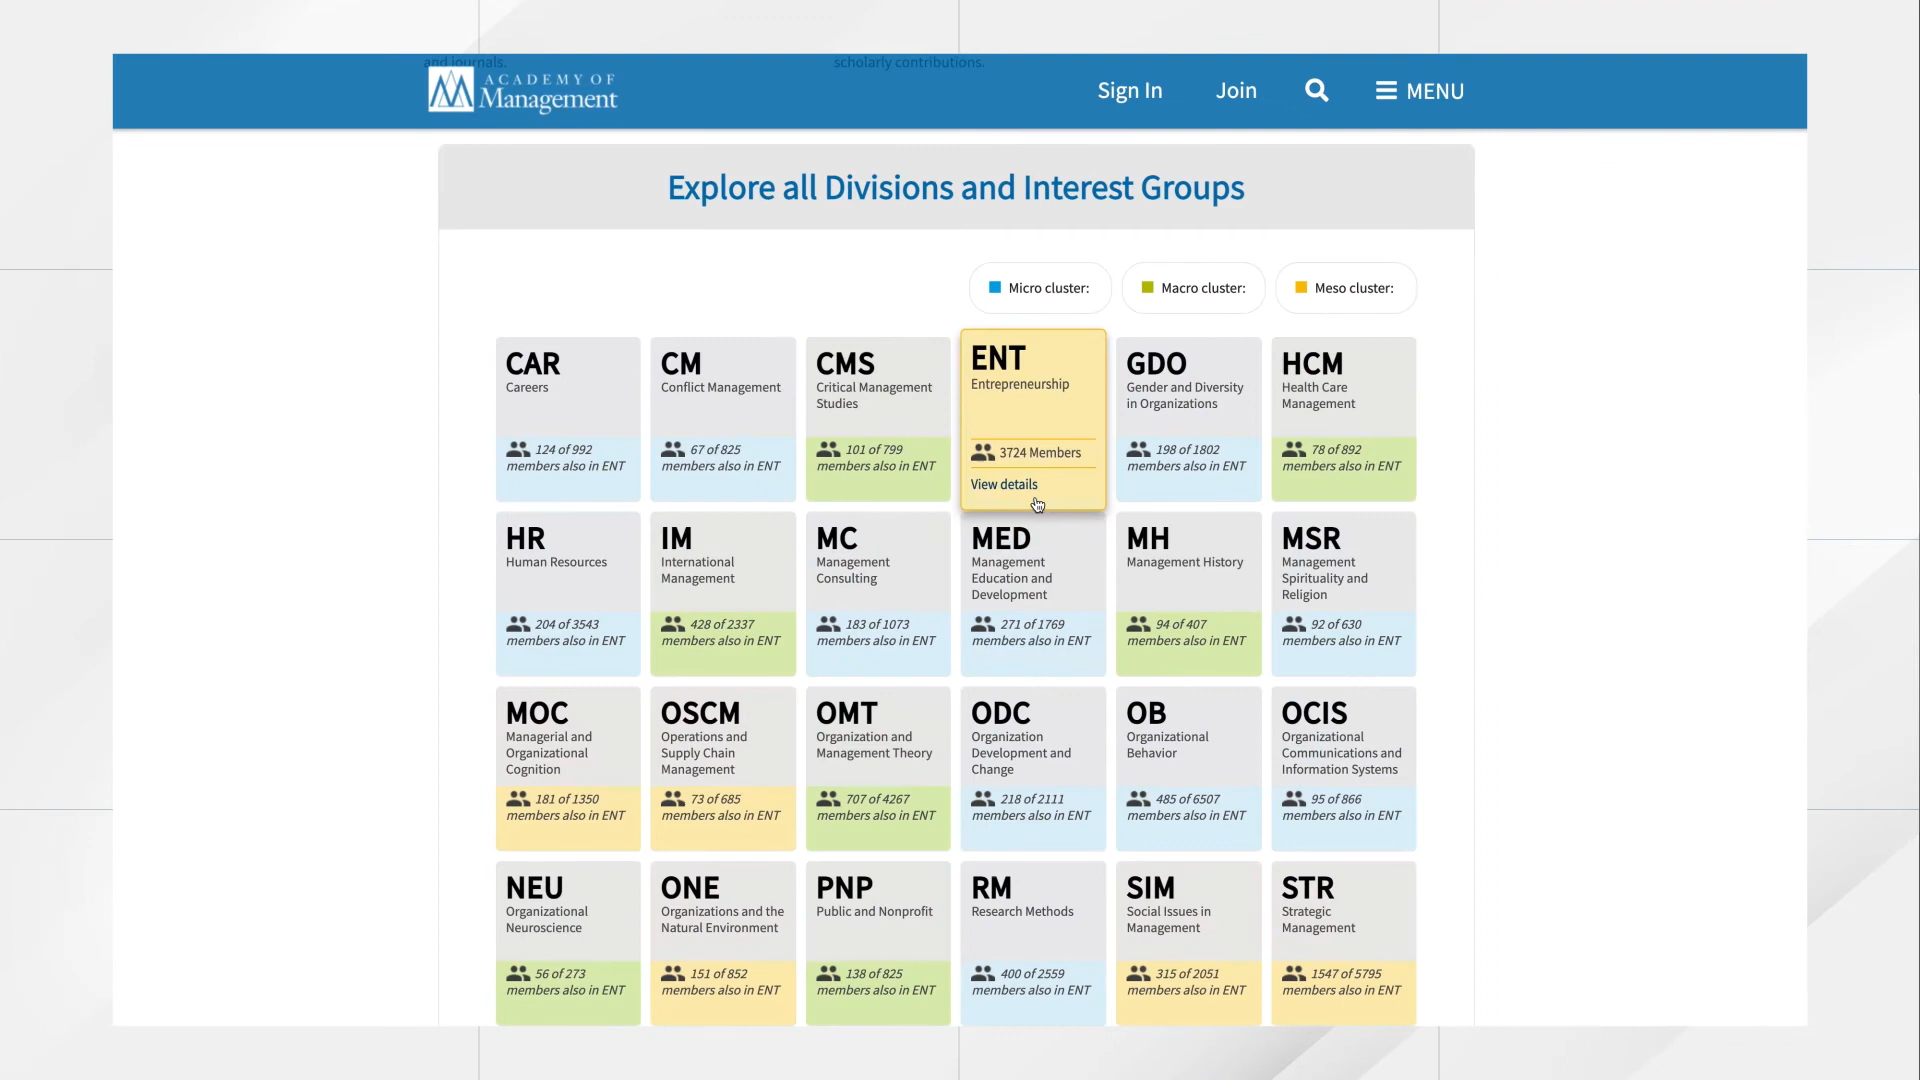 and journals.
scholarly contributions.
ACADEMY OF
Management
Sign In
Join
MENU
Explore all Divisions and Interest Groups
Micro cluster:
Macro cluster:
Meso cluster:
CAR
Careers
124 of 992
members also in ENT
CM
Conflict Management
67 of 825
members also in ENT
CMS
Critical Management
Studies
101 of 799
members also in ENT
ENT
Entrepreneurship
3724 Members
View details
GDO
Gender and Diversity
in Organizations
198 of 1802
members also in ENT
HCM
Health Care
Management
78 of 892
members also in ENT
HR
Human Resources
204 of 3543
members also in ENT
IM
International
Management
428 of 2337
members also in ENT
MC
Management
Consulting
183 of 1073
members also in ENT
MED
Management
Education and
Development
271 of 1769
members also in ENT
MH
Management History
94 of 407
members also in ENT
MSR
Management
Spirituality and
Religion
92 of 630
members also in ENT
MOC
Managerial and
Organizational
Cognition
181 of 1350
members also in ENT
OSCM
Operations and
Supply Chain
Management
73 of 685
members also in ENT
OMT
Organization and
Management Theory
707 of 4267
members also in ENT
ODC
Organization
Development and
Change
218 of 2111
members also in ENT
OB
Organizational
Behavior
485 of 6507
members also in ENT
OCIS
Organizational
Communications and
Information Systems
95 of 866
members also in ENT
NEU
Organizational
Neuroscience
56 of 273
members also in ENT
ONE
Organizations and the
Natural Environment
151 of 852
members also in ENT
PNP
Public and Nonprofit
138 of 825
members also in ENT
RM
Research Methods
400 of 2559
members also in ENT
SIM
Social Issues in
Management
315 of 2051
members also in ENT
STR
Strategic
Management
1547 of 5795
members also in ENT